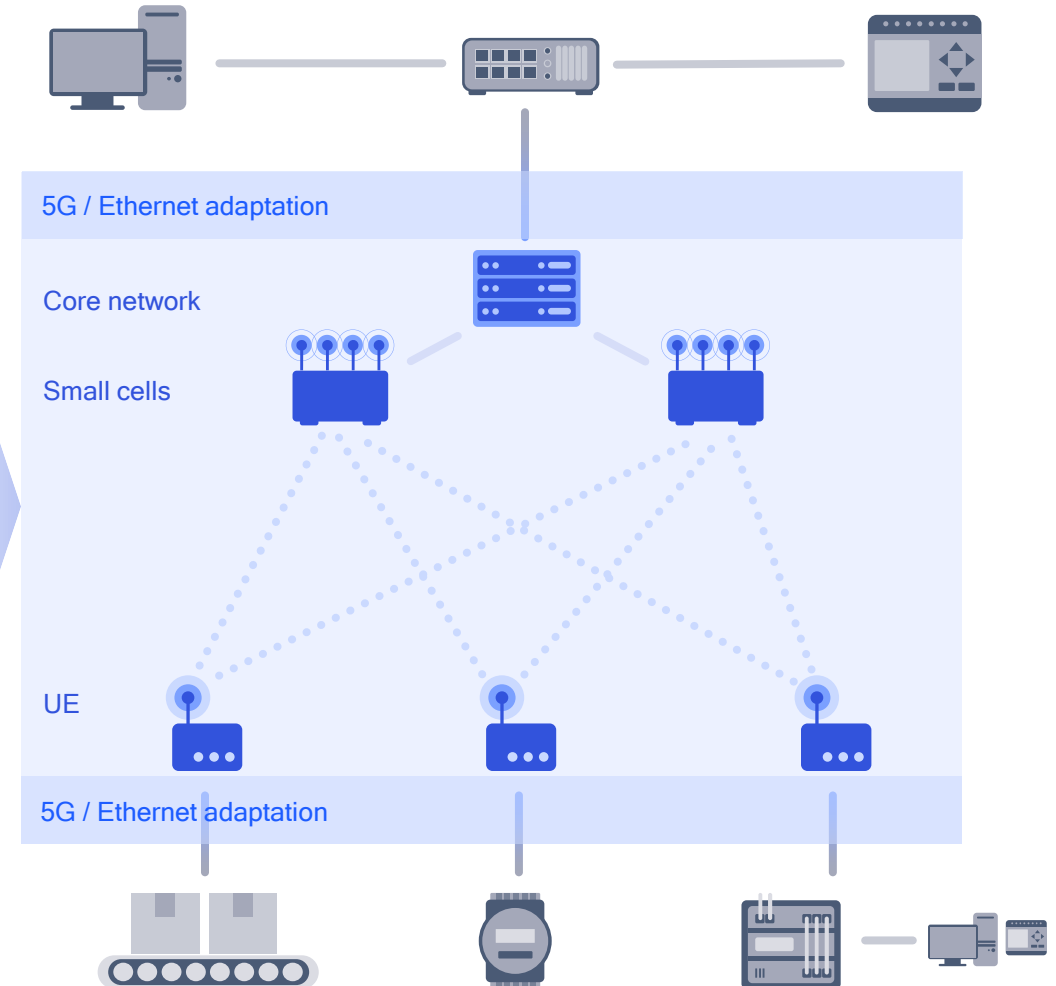 5G / Ethernet adaptation
Core network
Small cells
UE
5G / Ethernet adaptation